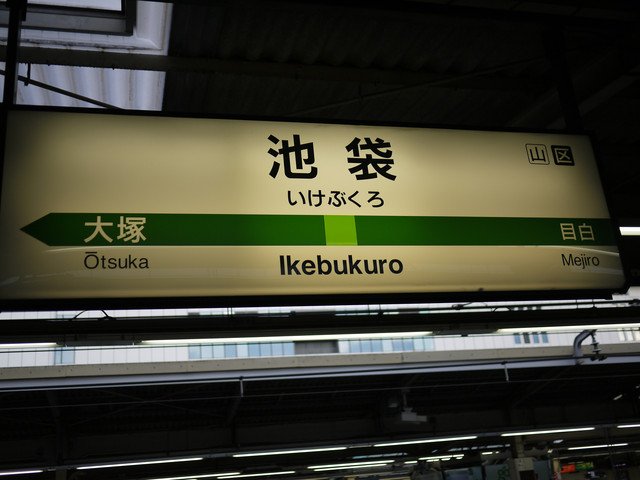 池袋
山区
いけぶくろ
大塚
目白
Ōtsuka
Ikebukuro
Mejiro